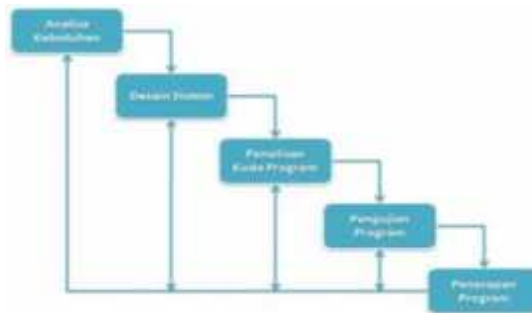 Analisa
Kebutuhan
Desain Sistem
Penulisan
Kode Program
Pengujian
Program
Penerapan
Program